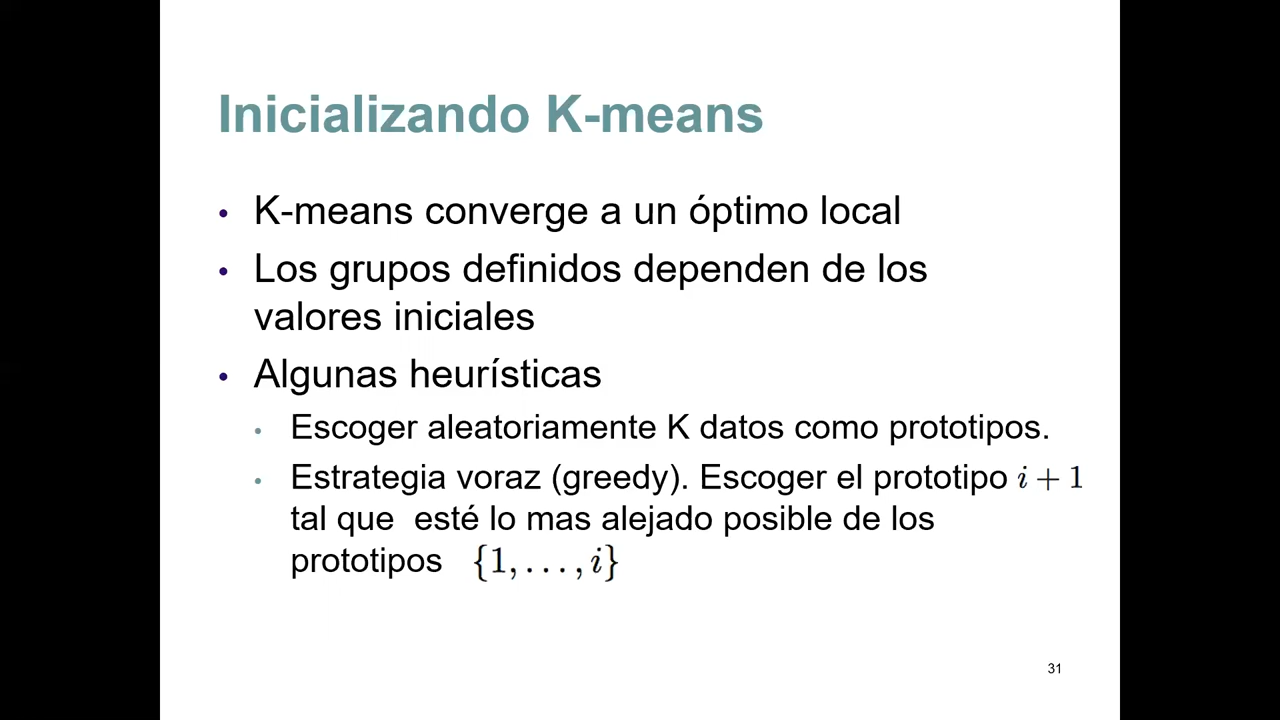 Inicializando K-means
• K-means converge a un óptimo local
• Los grupos definidos dependen de los
valores iniciales
• Algunas heurísticas
• Escoger aleatoriamente K datos como prototipos.
• Estrategia voraz (greedy). Escoger el prototipo i + 1
tal que esté lo mas alejado posible de los
prototipos {1, . . . , i}
31